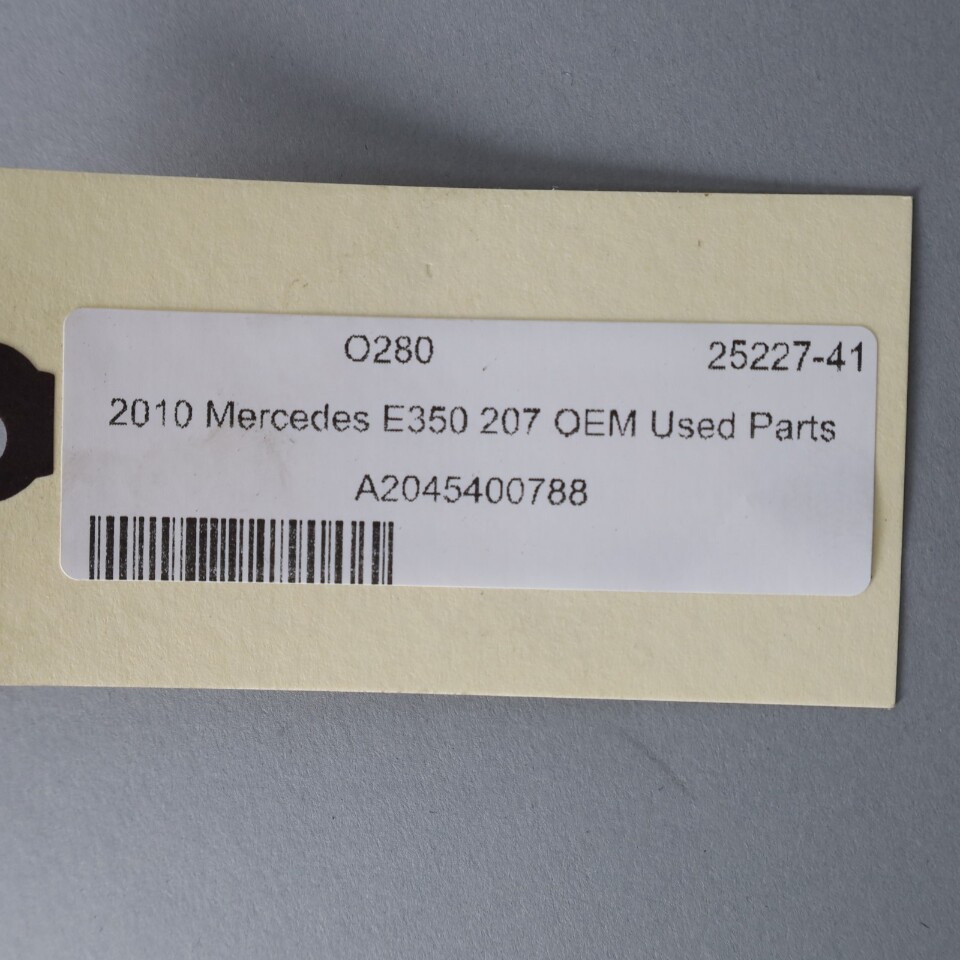 O280 25227-41
2010 Mercedes E350 207 OEM Used Parts
A2045400788